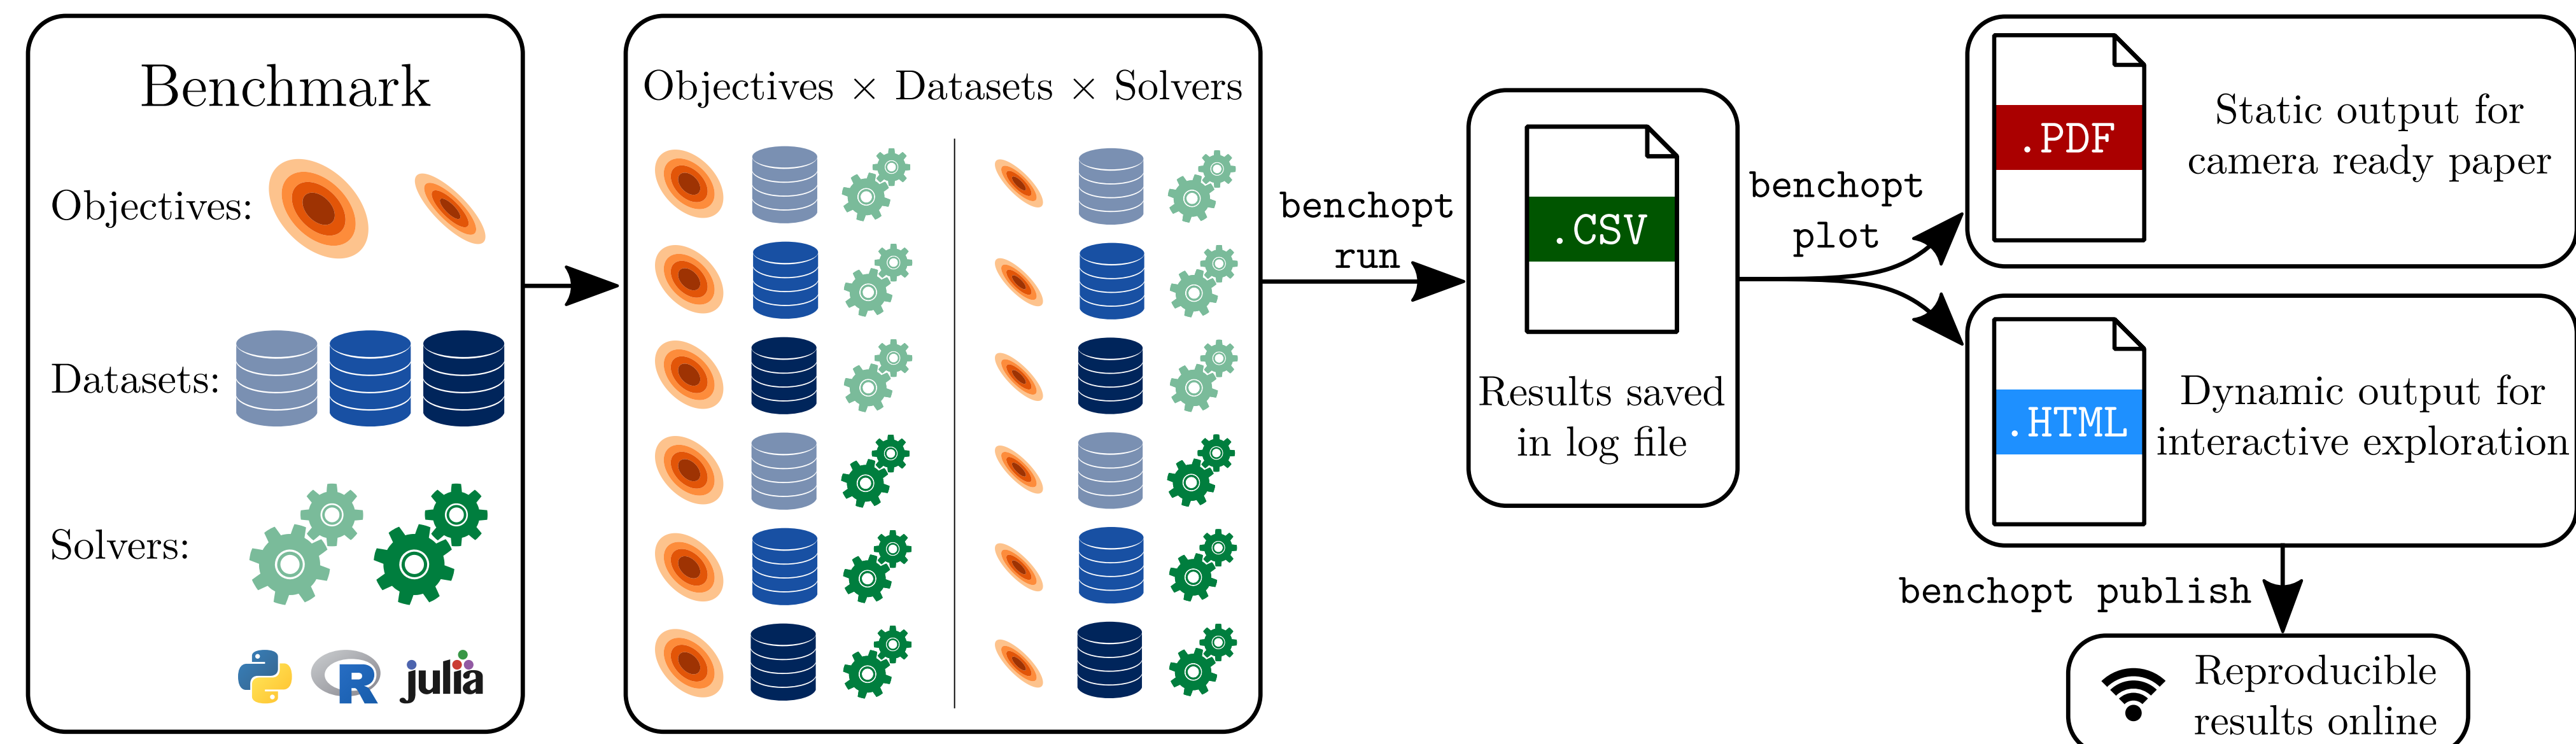 Benchmark
Objectives:
Datasets:
Solvers:
R
julia
Objectives × Datasets × Solvers
benchopt
run
.CSV
Results saved
in log file
benchopt
plot
.PDF
Static output for
camera ready paper
.HTML
Dynamic output for
interactive exploration
benchopt publish
Reproducible
results online